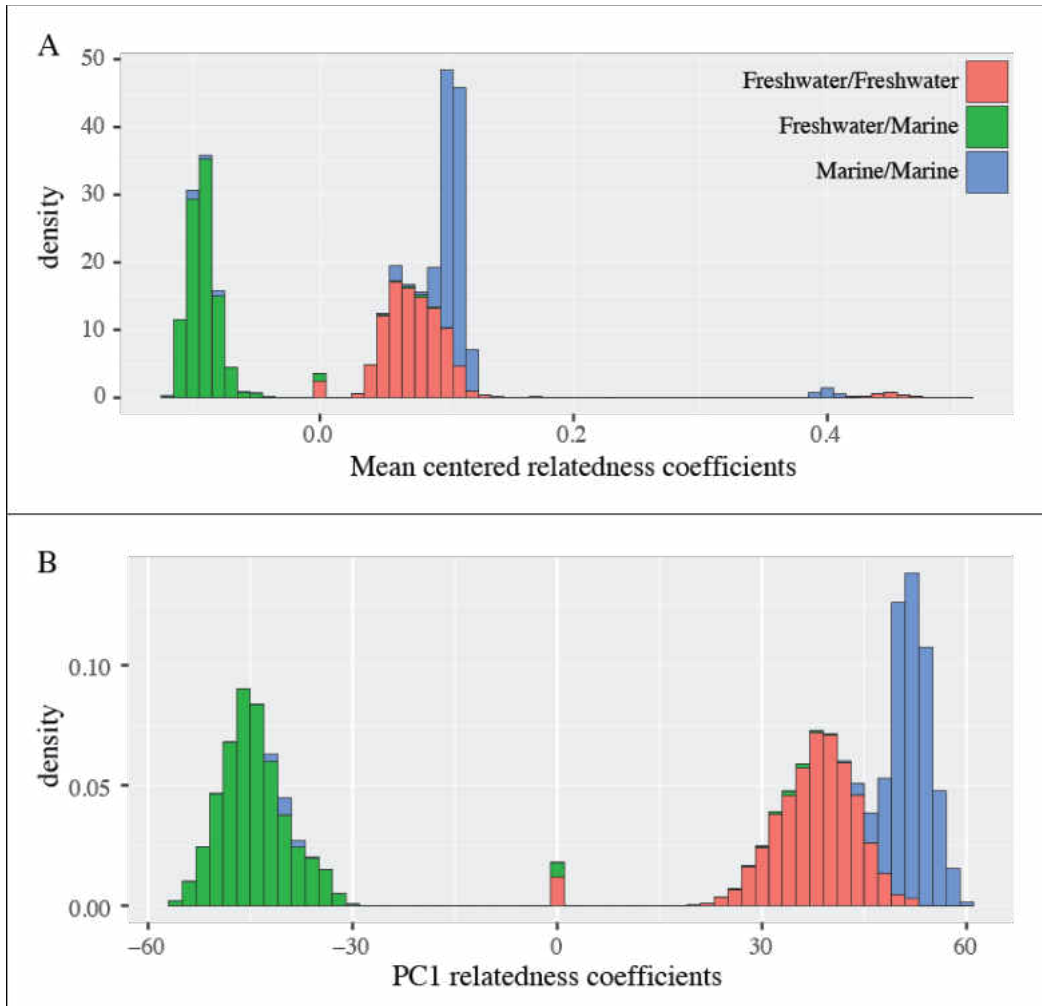 A
50
40
30
20
10
0
density
Freshwater/Freshwater
Freshwater/Marine
Marine/Marine
0.0 0.2 0.4
Mean centered relatedness coefficients
B
0.10
0.05
0.00
density
−60 −30 0 30 60
PC1 relatedness coefficients